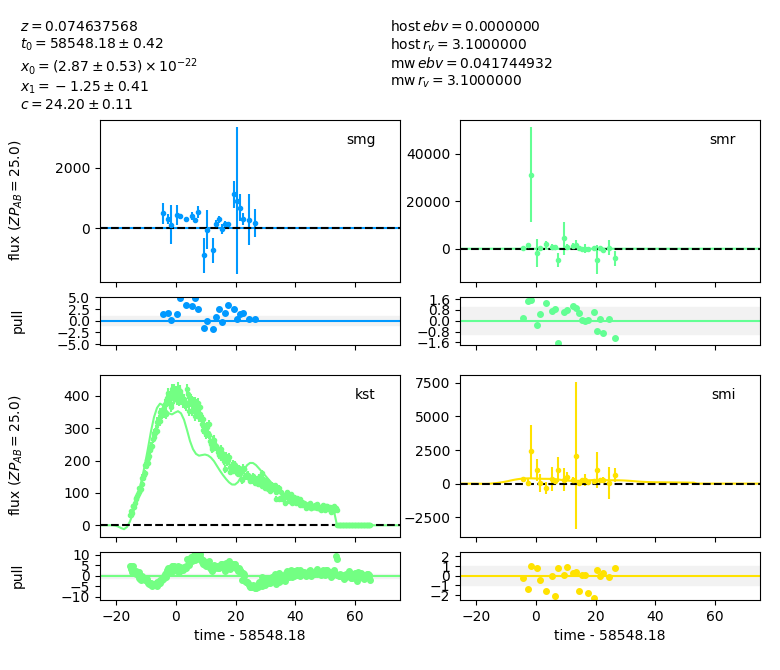 z = 0.074637568
t₀ = 58548.18 ± 0.42
x₀ = (2.87 ± 0.53) × 10⁻²²
x₁ = −1.25 ± 0.41
c = 24.20 ± 0.11
host ebv = 0.0000000
host r_v = 3.1000000
mw ebv = 0.041744932
mw r_v = 3.1000000
flux (ZP_AB = 25.0)
2000
0
smg
40000
20000
0
smr
pull
5.0
2.5
0.0
−2.5
−5.0
1.6
0.8
0.0
−0.8
−1.6
flux (ZP_AB = 25.0)
400
300
200
100
0
kst
7500
5000
2500
0
−2500
smi
pull
10
5
0
−5
−10
2
1
0
−1
−2
−20 0 20 40 60
time - 58548.18
−20 0 20 40 60
time - 58548.18